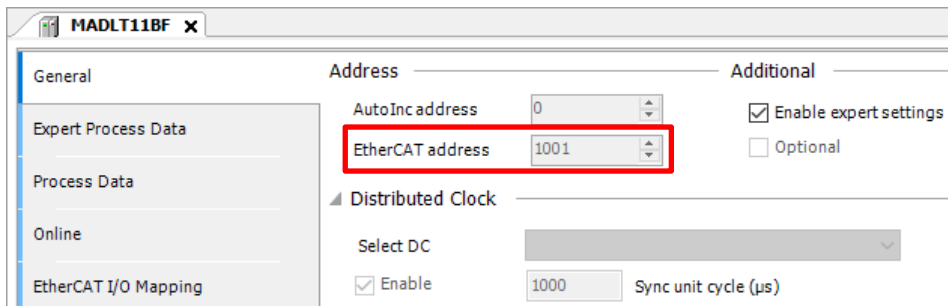 MADLT11BF
General
Expert Process Data
Process Data
Online
EtherCAT I/O Mapping
Address
AutoInc address 0
EtherCAT address 1001
Additional
Enable expert settings
Optional
Distributed Clock
Select DC
Enable 1000 Sync unit cycle (µs)